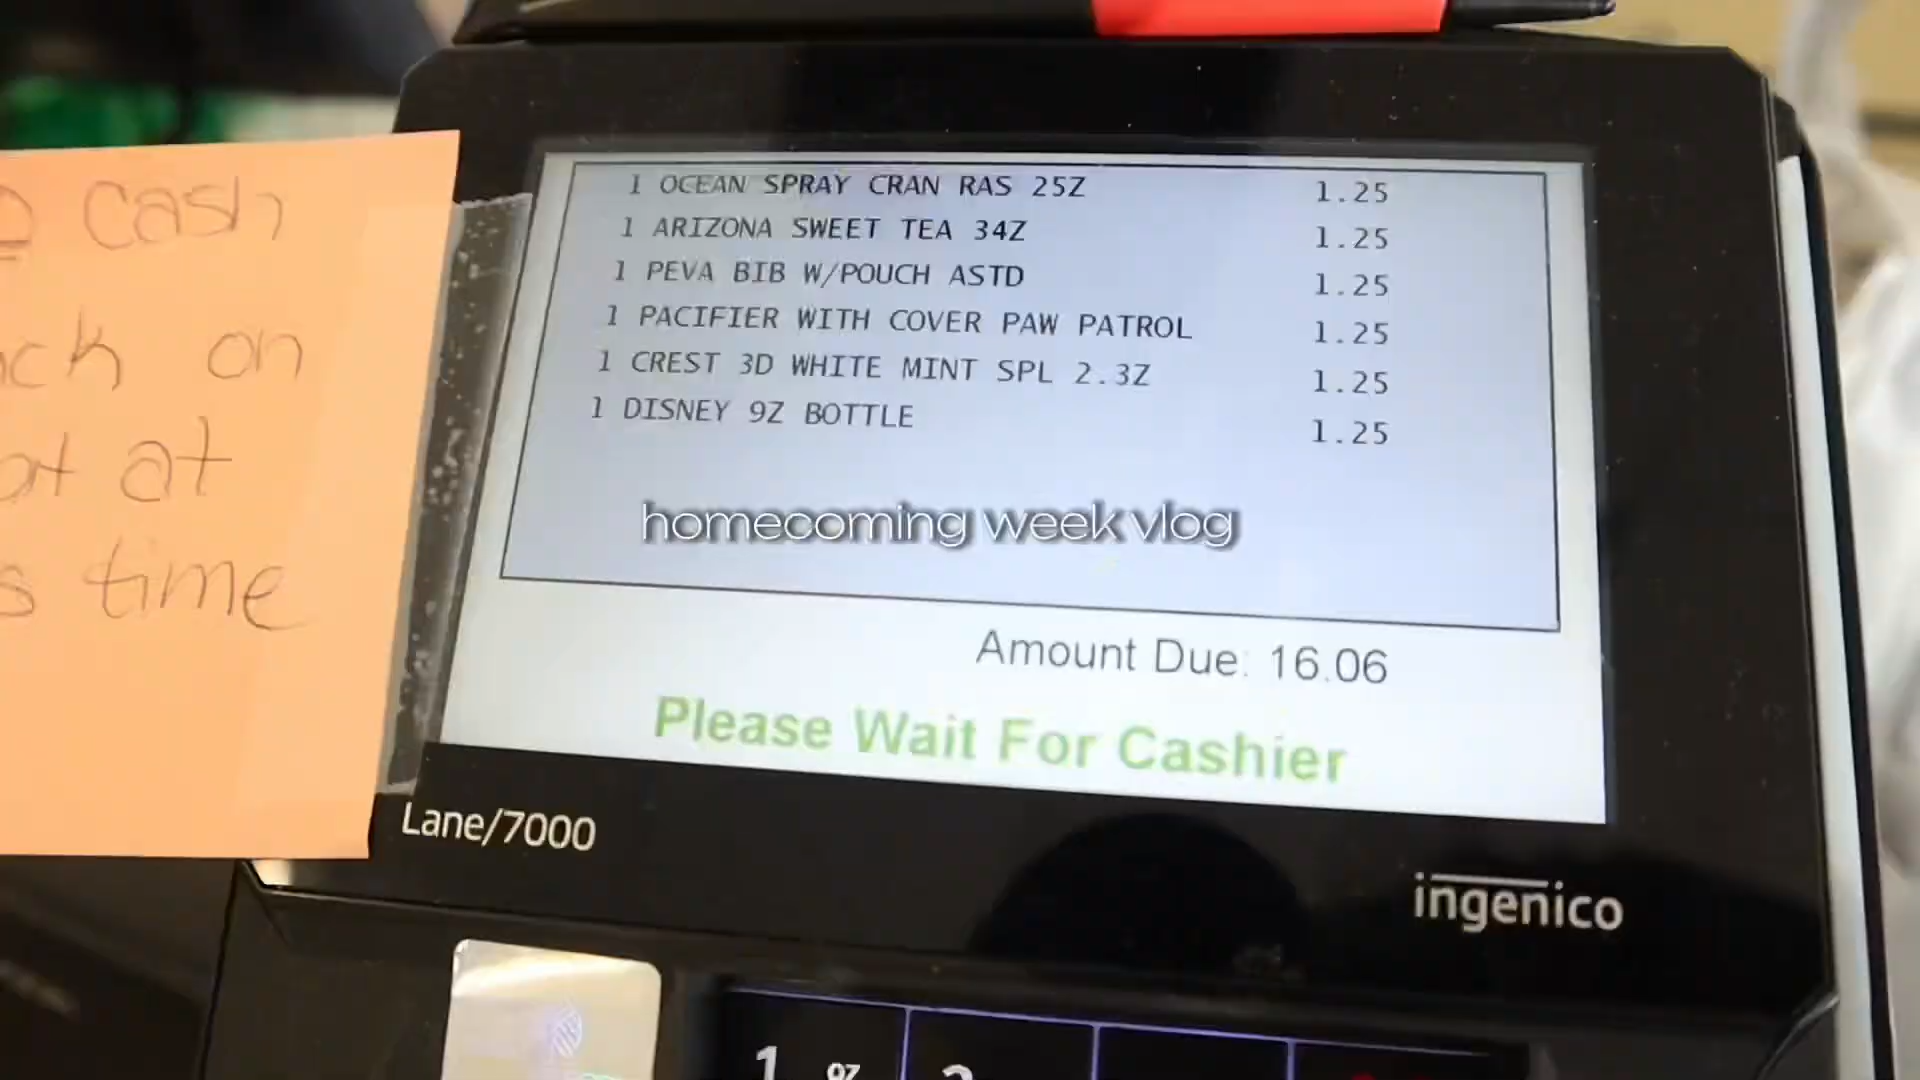 cash
on
at
time
1 OCEAN SPRAY CRAN RAS 25Z 1.25
1 ARIZONA SWEET TEA 34Z 1.25
1 PEVA BIB W/POUCH ASTD 1.25
1 PACIFIER WITH COVER PAW PATROL 1.25
1 CREST 3D WHITE MINT SPL 2.3Z 1.25
1 DISNEY 9Z BOTTLE 1.25
homecoming week vlog
Amount Due: 16.06
Please Wait For Cashier
Lane/7000
ingenico
1 QZ 2